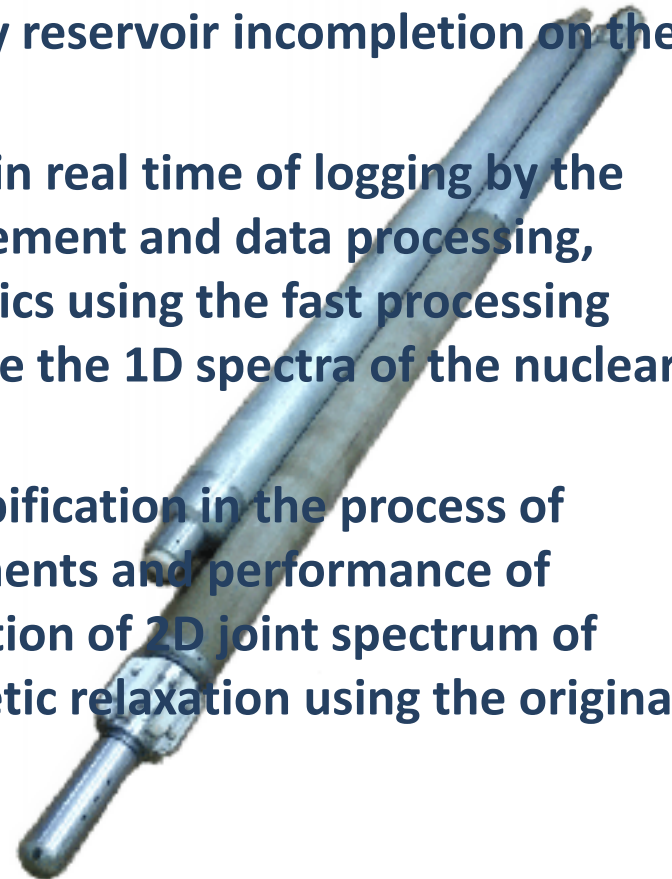 y reservoir incompletion on the
in real time of logging by the
ement and data processing,
ics using the fast processing
e the 1D spectra of the nuclear
pification in the process of
ents and performance of
tion of 2D joint spectrum of
etic relaxation using the origina